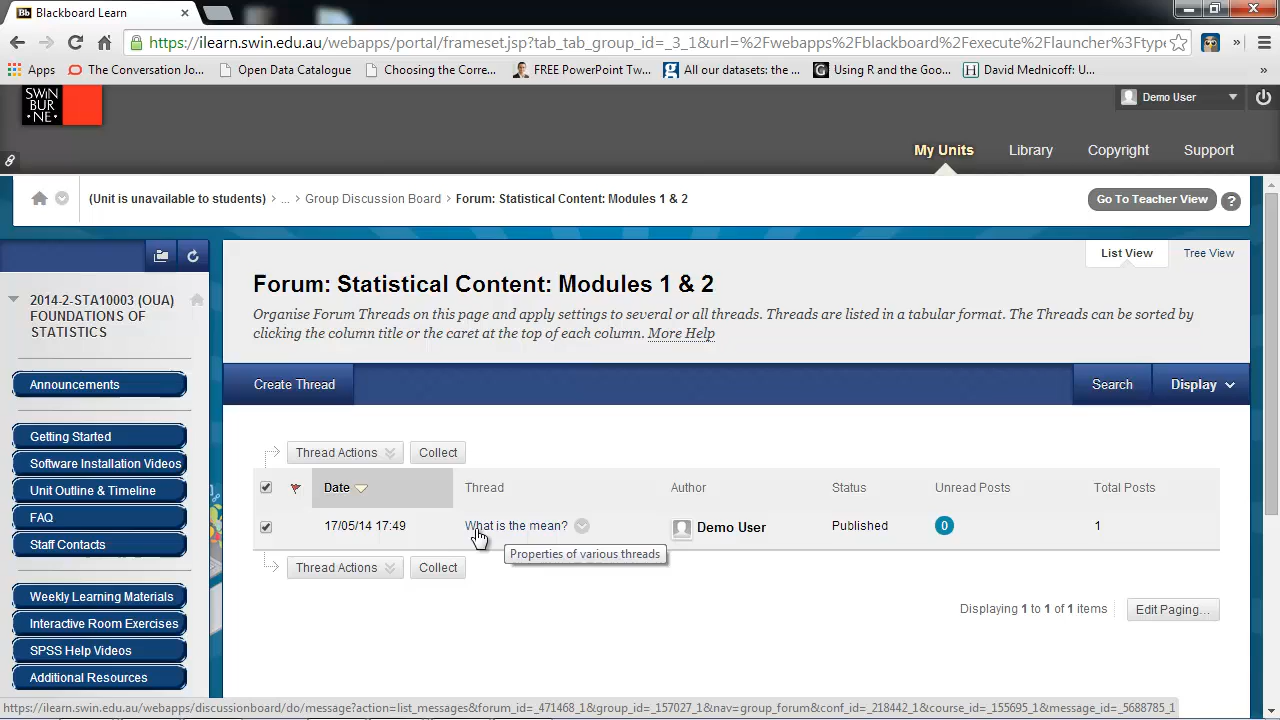 Bb Blackboard Learn ×
https://ilearn.swin.edu.au/webapps/portal/frameset.jsp?tab_tab_group_id=_3_1&url=%2Fwebapps%2Fblackboard%2Fexecute%2Flauncher%3Ftype
Apps The Conversation Jo... Open Data Catalogue Choosing the Corre... FREE PowerPoint Tw... All our datasets: the ... Using R and the Goo... David Mednicoff: U... »
SWIN
BUR
•NE•
Demo User
My Units Library Copyright Support
(Unit is unavailable to students) > ... > Group Discussion Board > Forum: Statistical Content: Modules 1 & 2
Go To Teacher View ?
List View Tree View
Forum: Statistical Content: Modules 1 & 2
Organise Forum Threads on this page and apply settings to several or all threads. Threads are listed in a tabular format. The Threads can be sorted by
clicking the column title or the caret at the top of each column. More Help
2014-2-STA10003 (OUA)
FOUNDATIONS OF
STATISTICS
Announcements
Getting Started
Software Installation Videos
Unit Outline & Timeline
FAQ
Staff Contacts
Weekly Learning Materials
Interactive Room Exercises
SPSS Help Videos
Additional Resources
Create Thread Search Display
Thread Actions Collect
Date Thread Author Status Unread Posts Total Posts
17/05/14 17:49 What is the mean? Demo User Published 0 1
Properties of various threads
Thread Actions Collect
Displaying 1 to 1 of 1 items Edit Paging...
https://ilearn.swin.edu.au/webapps/discussionboard/do/message?action=list_messages&forum_id=_471468_1&group_id=_157027_1&nav=group_forum&conf_id=_218442_1&course_id=_155695_1&message_id=_5688785_1